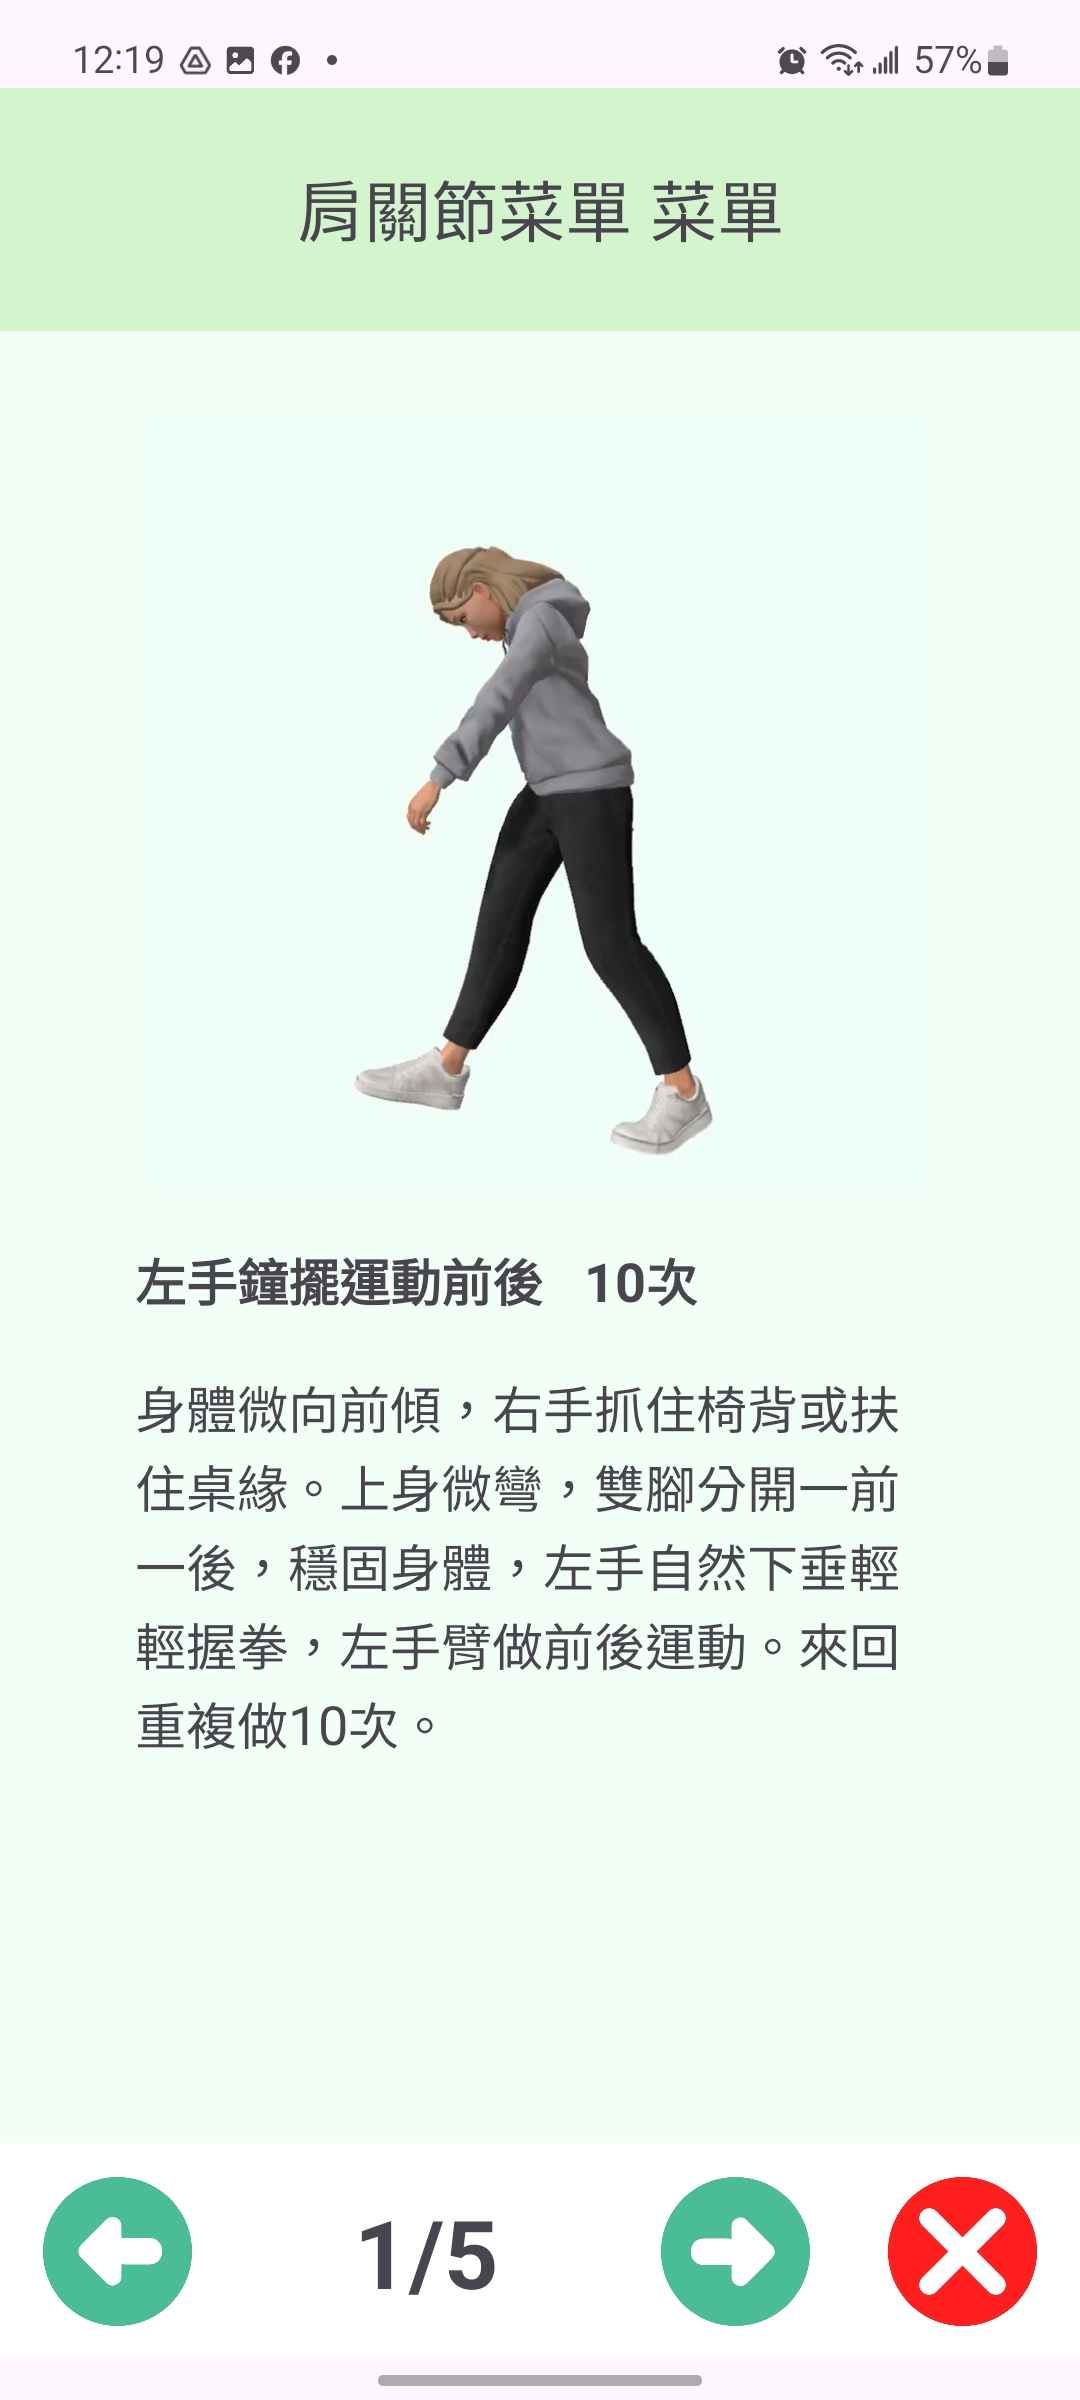 12:19
57%
肩關節菜單 菜單
左手鐘擺運動前後 10次
身體微向前傾，右手抓住椅背或扶
住桌緣。上身微彎，雙腳分開一前
一後，穩固身體，左手自然下垂輕
輕握拳，左手臂做前後運動。來回
重複做10次。
1/5